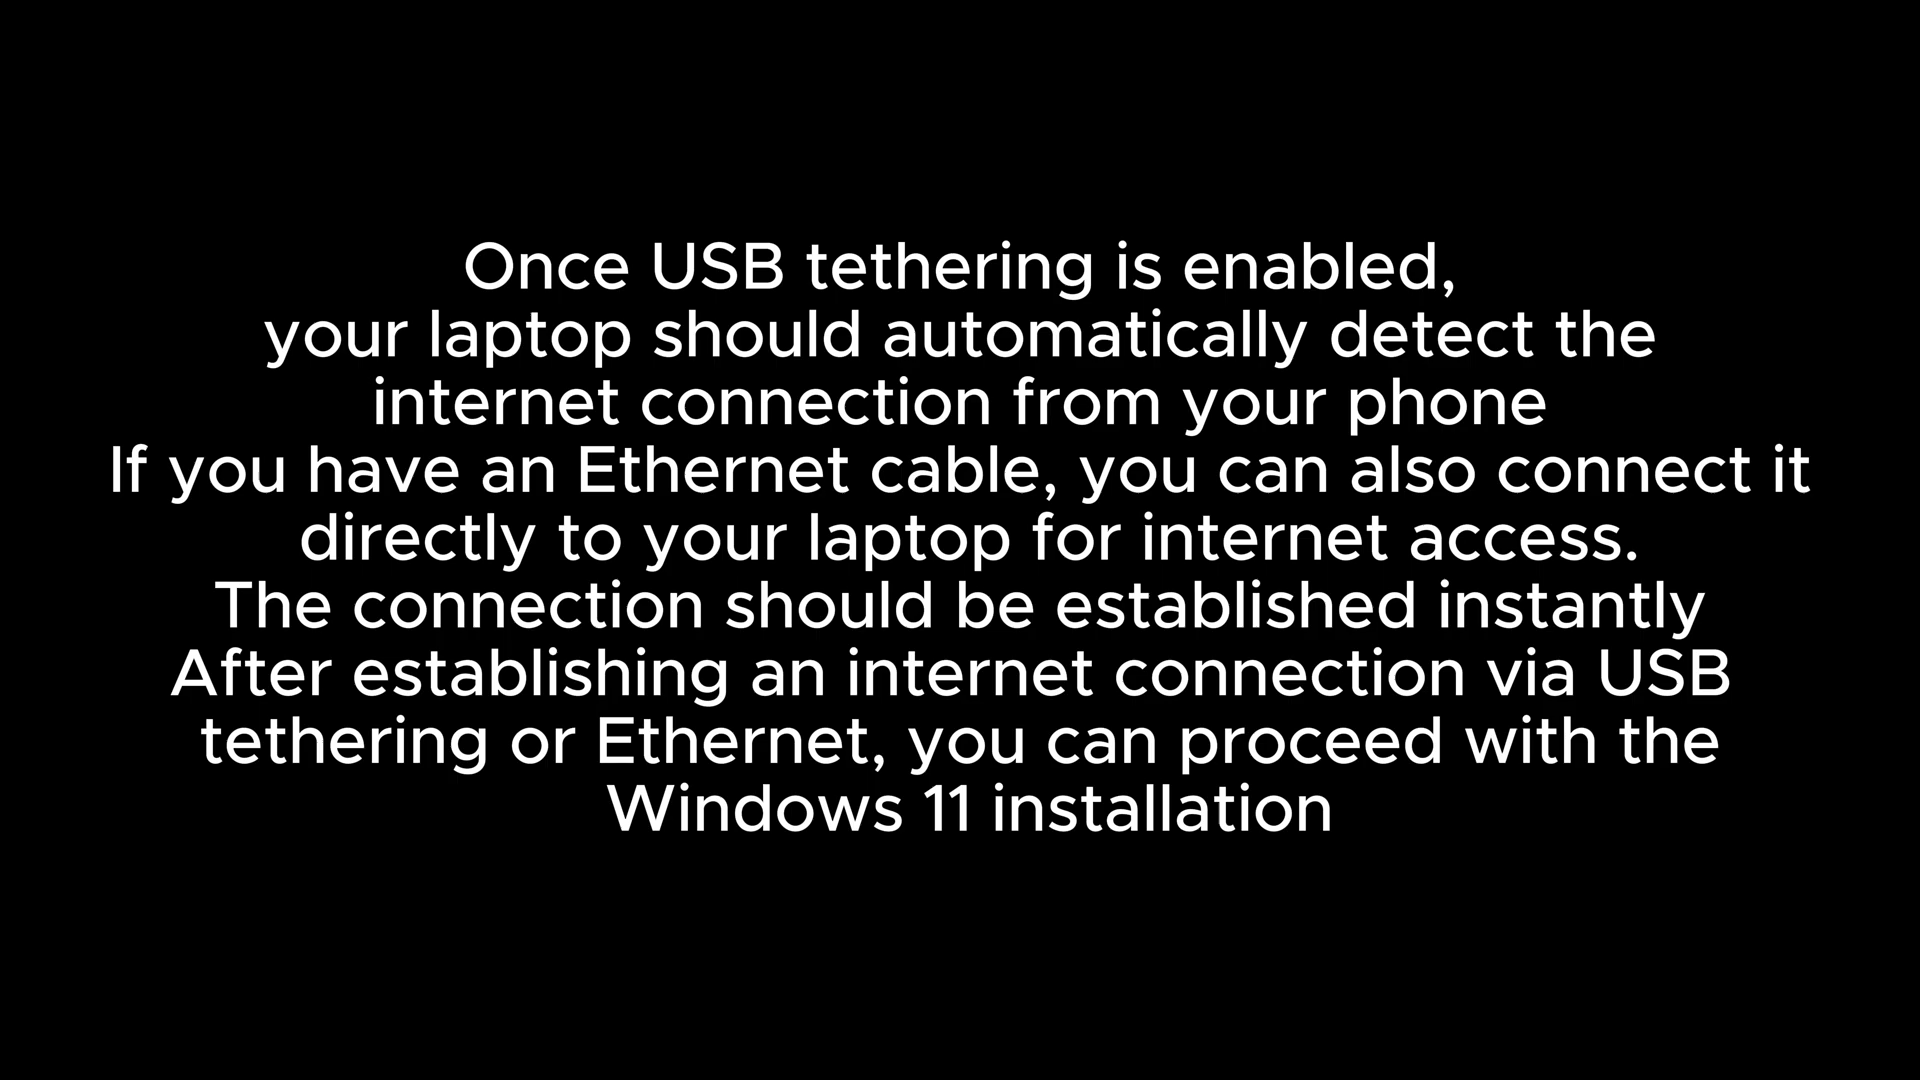 Once USB tethering is enabled,
your laptop should automatically detect the
internet connection from your phone
If you have an Ethernet cable, you can also connect it
directly to your laptop for internet access.
The connection should be established instantly
After establishing an internet connection via USB
tethering or Ethernet, you can proceed with the
Windows 11 installation